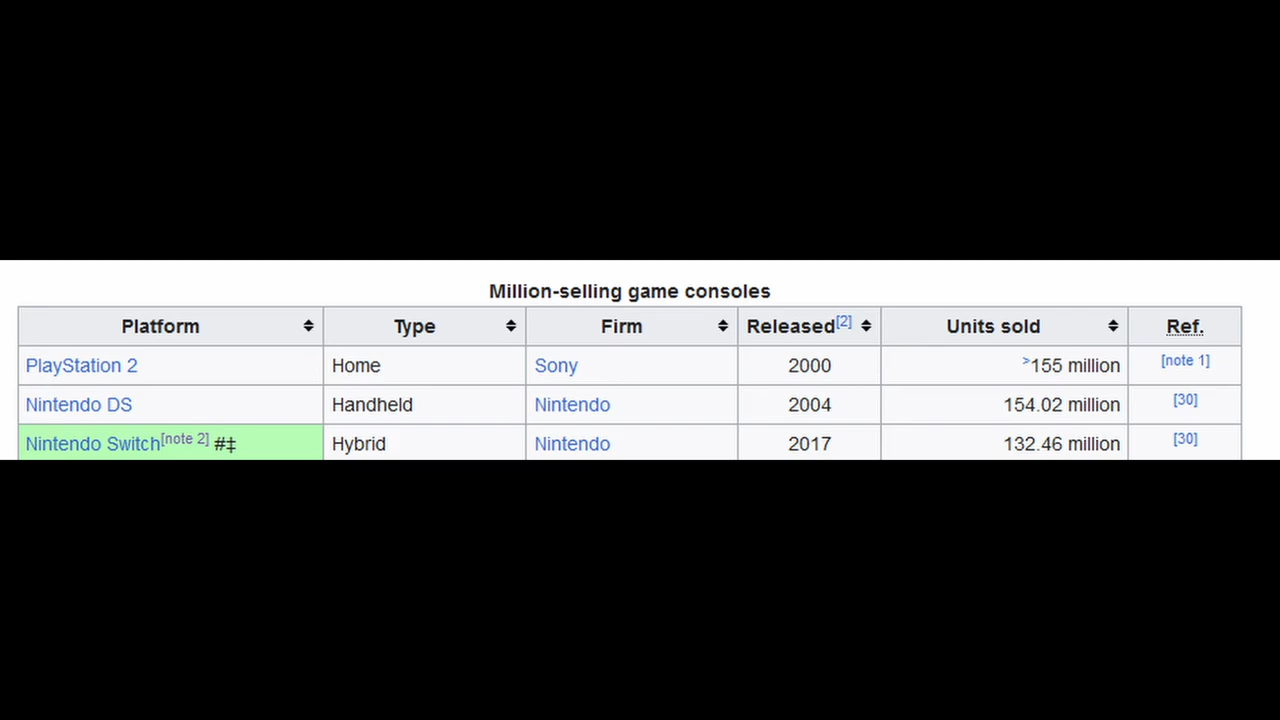 Million-selling game consoles
Platform Type Firm Released[2] Units sold Ref.
PlayStation 2 Home Sony 2000 >155 million [note 1]
Nintendo DS Handheld Nintendo 2004 154.02 million [30]
Nintendo Switch[note 2] #‡ Hybrid Nintendo 2017 132.46 million [30]